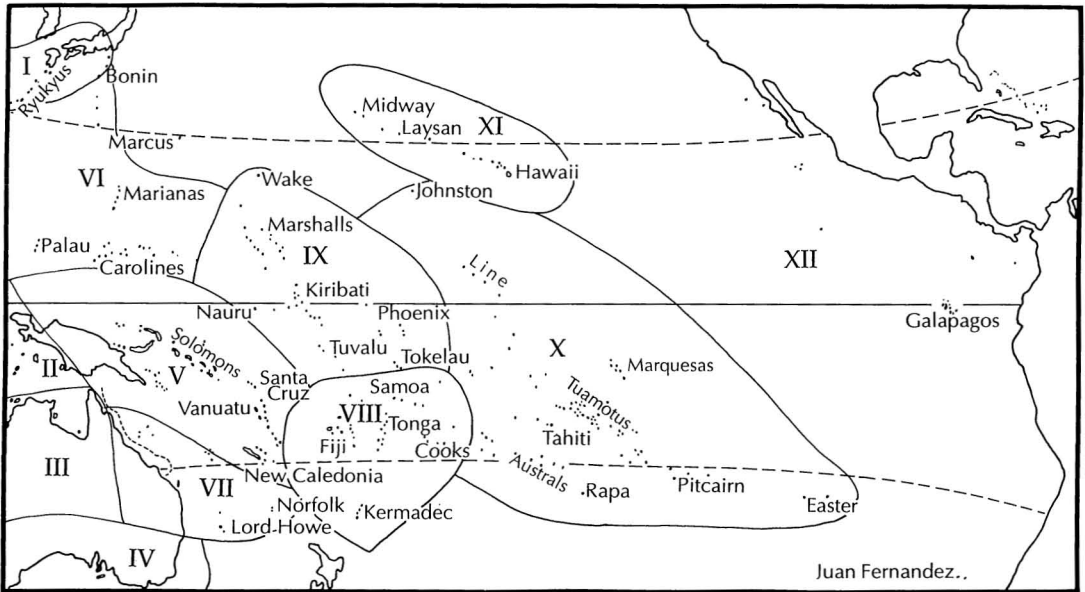 I
Ryukyus
Bonin
Midway
Laysan
XI
Hawaii
Marcus
VI
Marianas
Wake
Johnston
Marshalls
IX
Palau
Carolines
Line
XII
Kiribati
Nauru
Phoenix
Galapagos
Solomons
Tuvalu
Tokelau
X
Marquesas
II
V
Santa
Cruz
Samoa
Vanuatu
VIII
Tonga
Tuamotus
Fiji
Cooks
Tahiti
III
New Caledonia
Australs
VII
Rapa
Pitcairn
Norfolk
Kermadec
Easter
Lord Howe
IV
Juan Fernandez